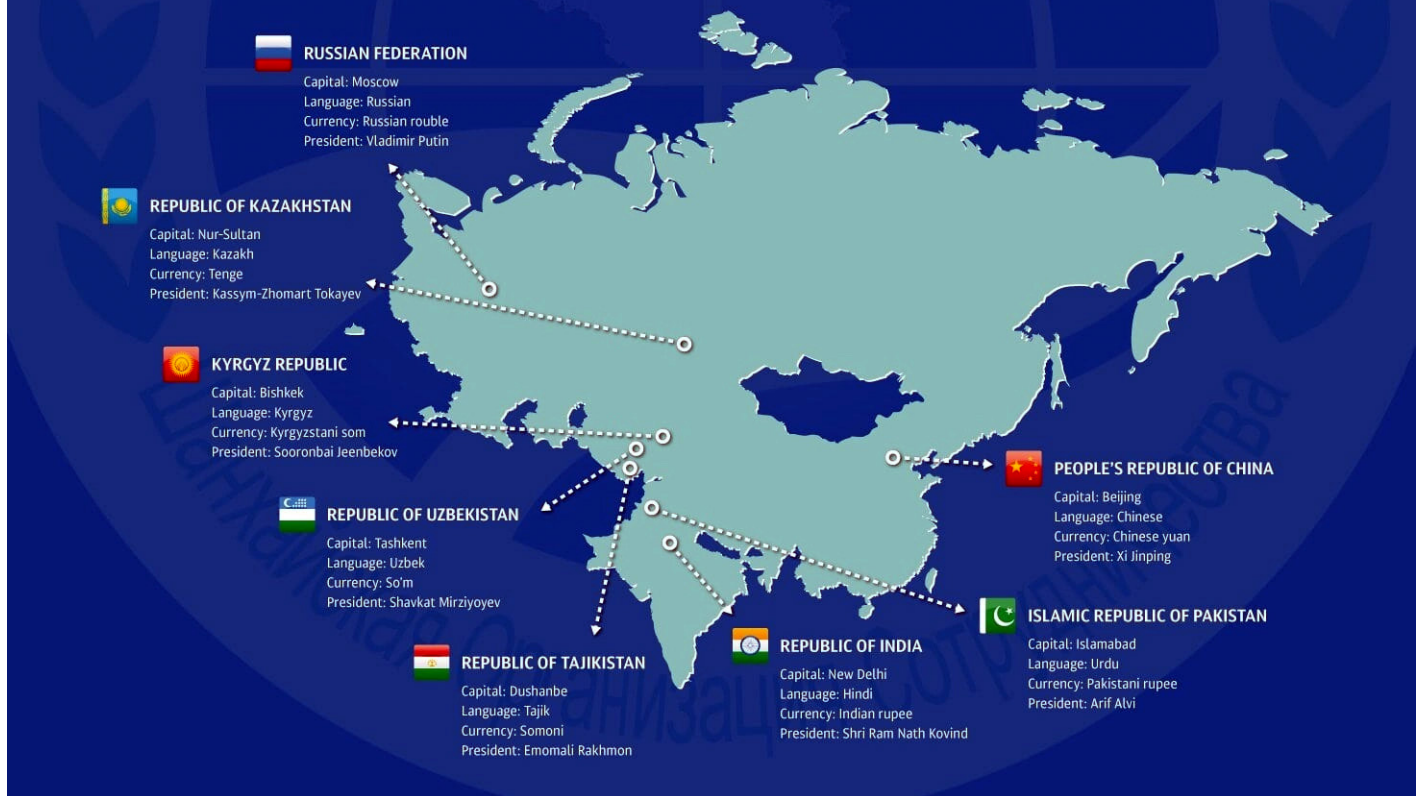 RUSSIAN FEDERATION
Capital: Moscow
Language: Russian
Currency: Russian rouble
President: Vladimir Putin
REPUBLIC OF KAZAKHSTAN
Capital: Nur-Sultan
Language: Kazakh
Currency: Tenge
President: Kassym-Zhomart Tokayev
KYRGYZ REPUBLIC
Capital: Bishkek
Language: Kyrgyz
Currency: Kyrgyzstani som
President: Sooronbai Jeenbekov
REPUBLIC OF UZBEKISTAN
Capital: Tashkent
Language: Uzbek
Currency: So'm
President: Shavkat Mirziyoyev
REPUBLIC OF TAJIKISTAN
Capital: Dushanbe
Language: Tajik
Currency: Somoni
President: Emomali Rakhmon
REPUBLIC OF INDIA
Capital: New Delhi
Language: Hindi
Currency: Indian rupee
President: Shri Ram Nath Kovind
PEOPLE'S REPUBLIC OF CHINA
Capital: Beijing
Language: Chinese
Currency: Chinese yuan
President: Xi Jinping
ISLAMIC REPUBLIC OF PAKISTAN
Capital: Islamabad
Language: Urdu
Currency: Pakistani rupee
President: Arif Alvi
Шанхайская Организация Сотрудничества